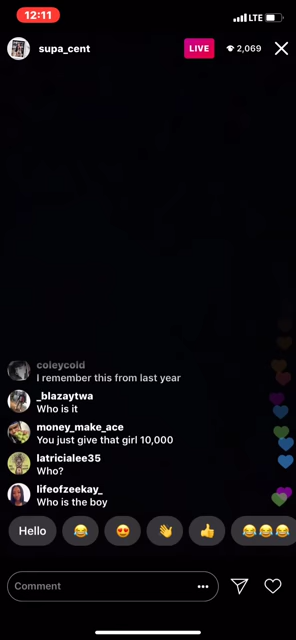 12:11
LTE
supa_cent
LIVE
2,069
coleycold
I remember this from last year
_blazaytwa
Who is it
money_make_ace
You just give that girl 10,000
latricialee35
Who?
lifeofzeekay_
Who is the boy
Hello
Comment